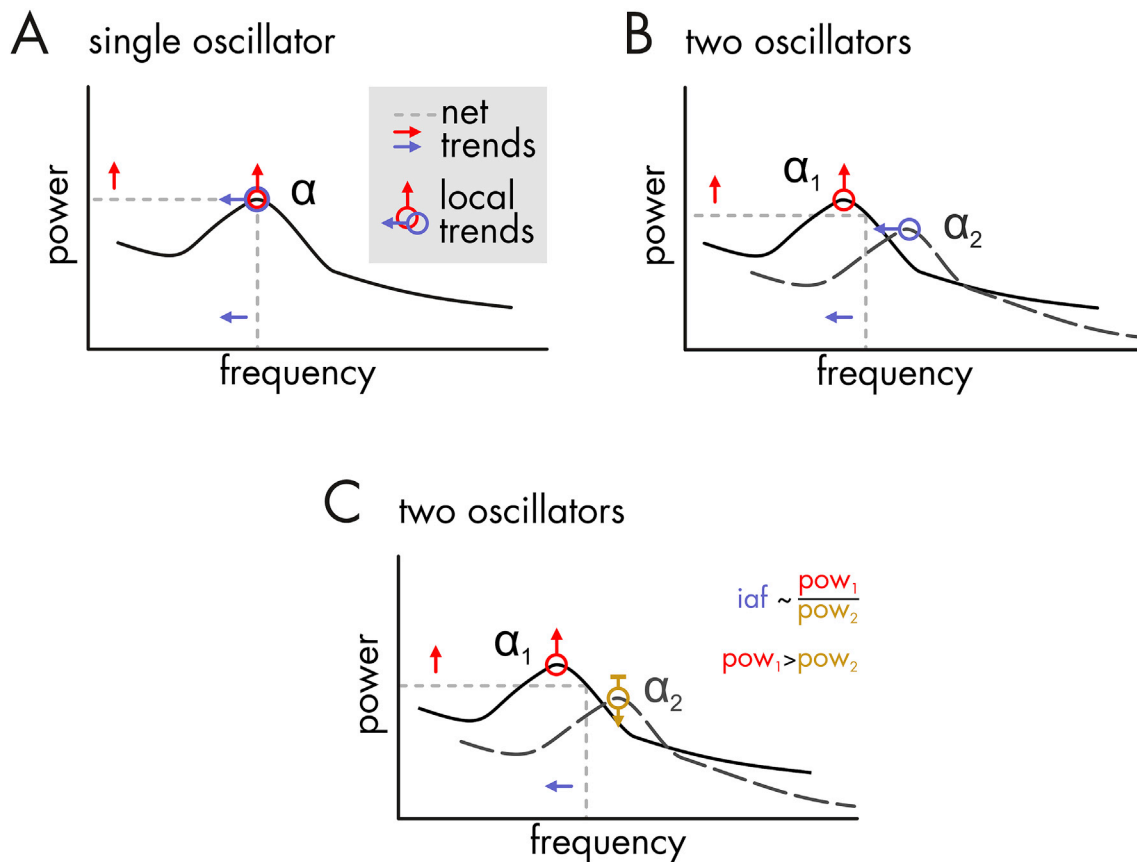 A single oscillator
net
trends
local
trends
α
power
frequency
B two oscillators
α₁
α₂
power
frequency
C two oscillators
iaf ~ pow₁
pow₂
pow₁>pow₂
α₁
α₂
power
frequency